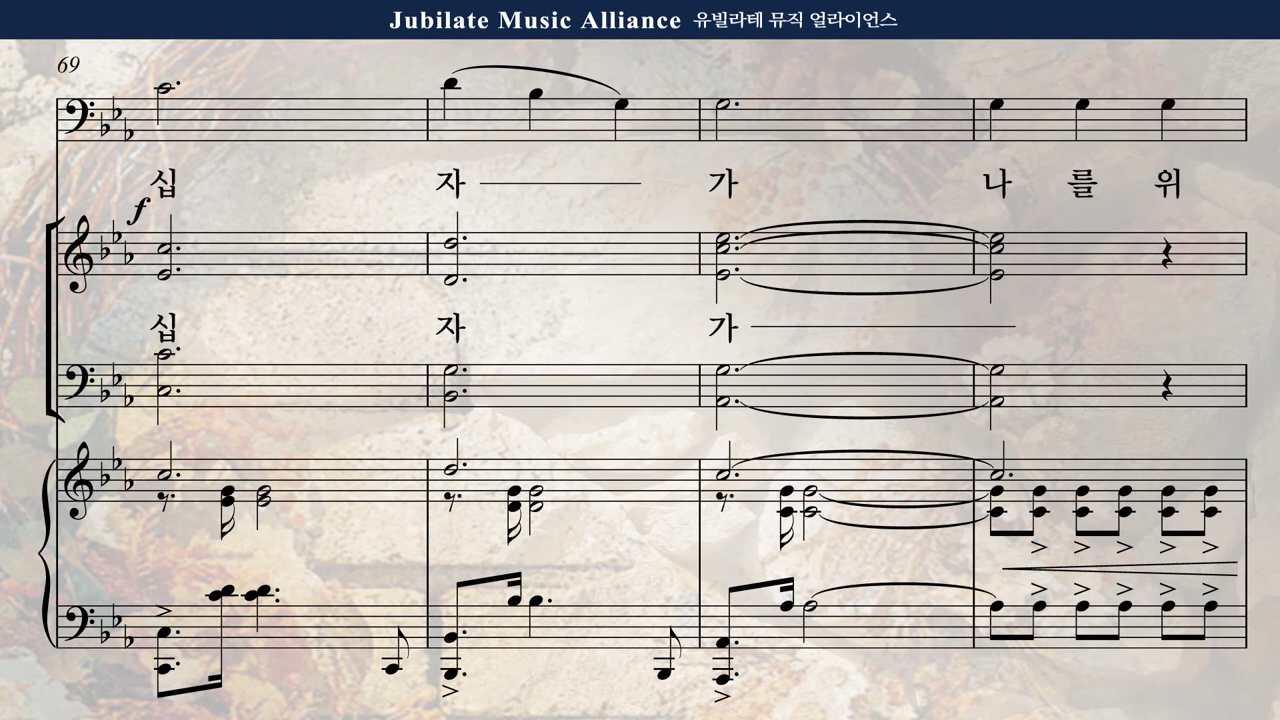 Jubilate Music Alliance 유빌라테 뮤직 얼라이언스
69
십 자 가 나 를 위
f
십 자 가